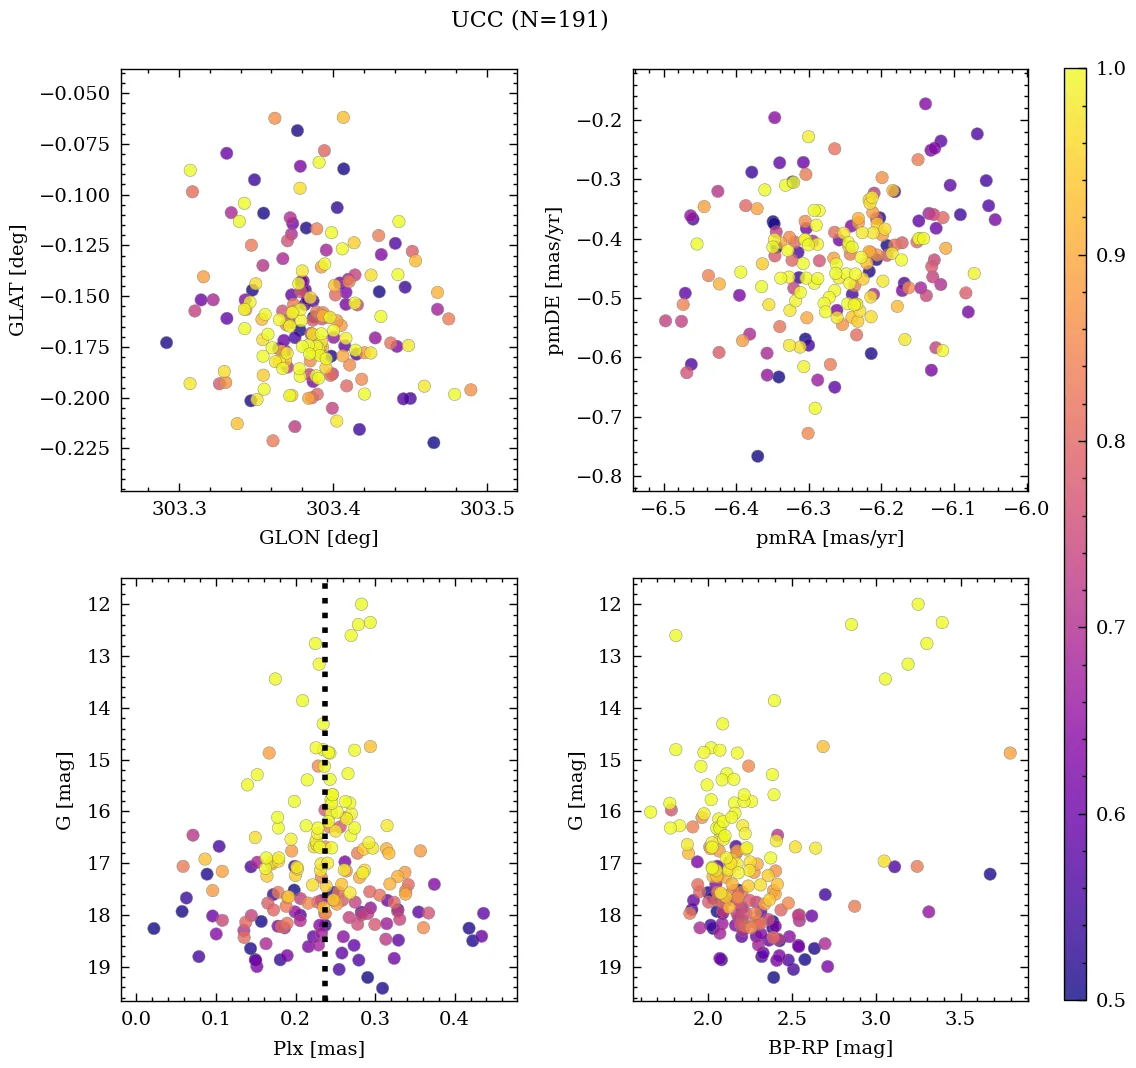 UCC (N=191)
−0.050
−0.075
−0.100
−0.125
−0.150
−0.175
−0.200
−0.225
GLAT [deg]
303.3 303.4 303.5
GLON [deg]
−0.2
−0.3
−0.4
−0.5
−0.6
−0.7
−0.8
pmDE [mas/yr]
−6.5 −6.4 −6.3 −6.2 −6.1 −6.0
pmRA [mas/yr]
12
13
14
15
16
17
18
19
G [mag]
0.0 0.1 0.2 0.3 0.4
Plx [mas]
12
13
14
15
16
17
18
19
G [mag]
2.0 2.5 3.0 3.5
BP-RP [mag]
1.0
0.9
0.8
0.7
0.6
0.5